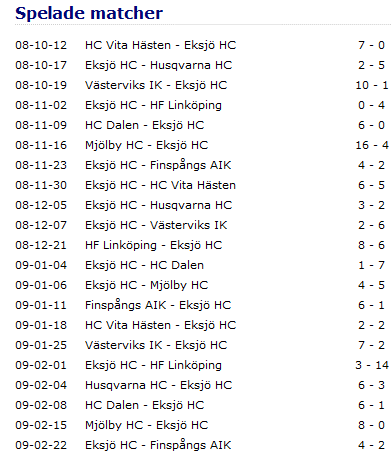 Spelade matcher
08-10-12 HC Vita Hästen - Eksjö HC 7 - 0
08-10-17 Eksjö HC - Husqvarna HC 2 - 5
08-10-19 Västerviks IK - Eksjö HC 10 - 1
08-11-02 Eksjö HC - HF Linköping 0 - 4
08-11-09 HC Dalen - Eksjö HC 6 - 0
08-11-16 Mjölby HC - Eksjö HC 16 - 4
08-11-23 Eksjö HC - Finspångs AIK 4 - 2
08-11-30 Eksjö HC - HC Vita Hästen 6 - 5
08-12-05 Eksjö HC - Husqvarna HC 3 - 2
08-12-07 Eksjö HC - Västerviks IK 2 - 6
08-12-21 HF Linköping - Eksjö HC 8 - 6
09-01-04 Eksjö HC - HC Dalen 1 - 7
09-01-06 Eksjö HC - Mjölby HC 4 - 5
09-01-11 Finspångs AIK - Eksjö HC 6 - 1
09-01-18 HC Vita Hästen - Eksjö HC 2 - 2
09-01-25 Västerviks IK - Eksjö HC 7 - 2
09-02-01 Eksjö HC - HF Linköping 3 - 14
09-02-04 Husqvarna HC - Eksjö HC 6 - 3
09-02-08 HC Dalen - Eksjö HC 6 - 1
09-02-15 Mjölby HC - Eksjö HC 8 - 0
09-02-22 Eksjö HC - Finspångs AIK 4 - 2